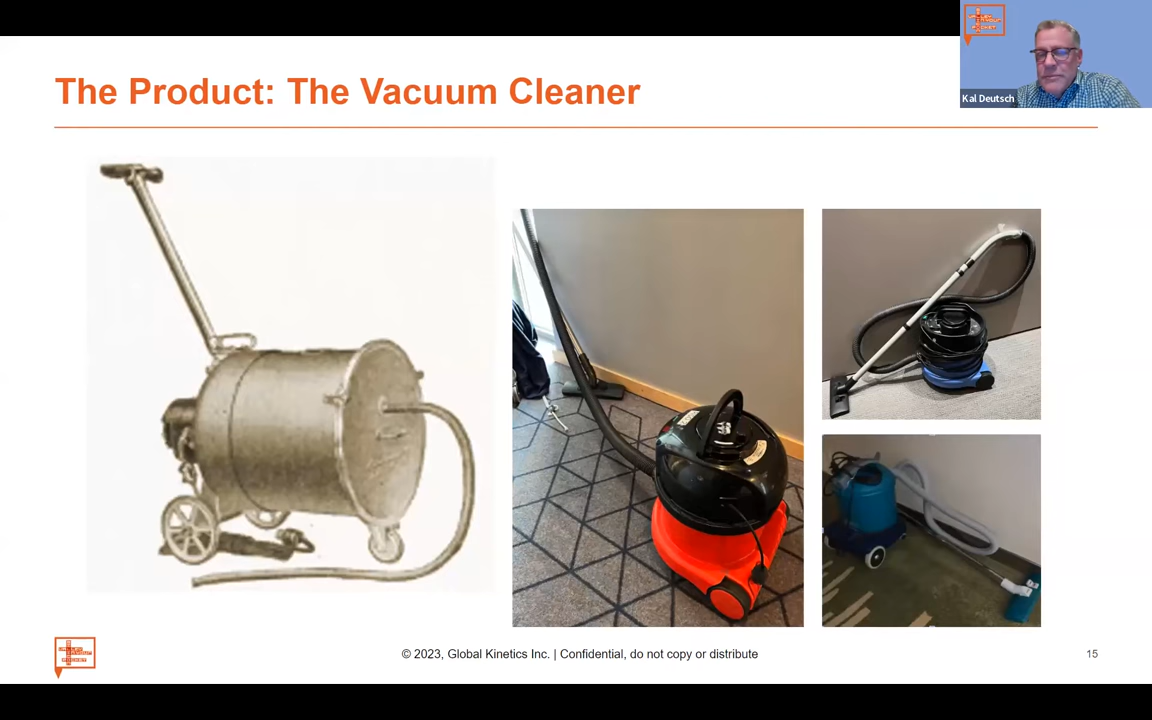 The Product: The Vacuum Cleaner
Kal Deutsch
© 2023, Global Kinetics Inc. | Confidential, do not copy or distribute
15